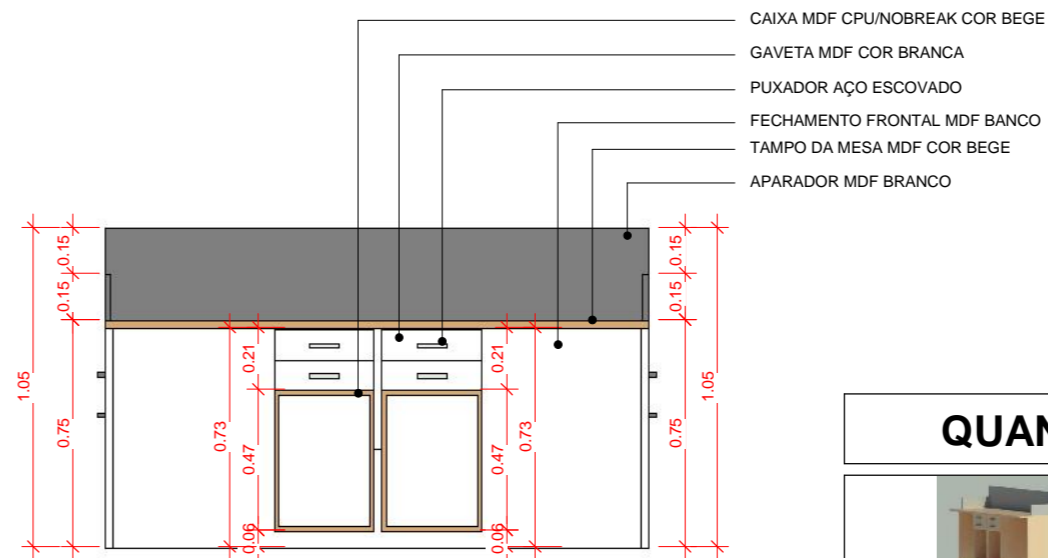 CAIXA MDF CPU/NOBREAK COR BEGE
GAVETA MDF COR BRANCA
PUXADOR AÇO ESCOVADO
FECHAMENTO FRONTAL MDF BANCO
TAMPO DA MESA MDF COR BEGE
APARADOR MDF BRANCO
0.15
0.15
0.15
0.15
1.05
0.75
0.73
0.21
0.47
0.06
0.21
0.47
0.06
0.73
0.75
1.05
QUAN